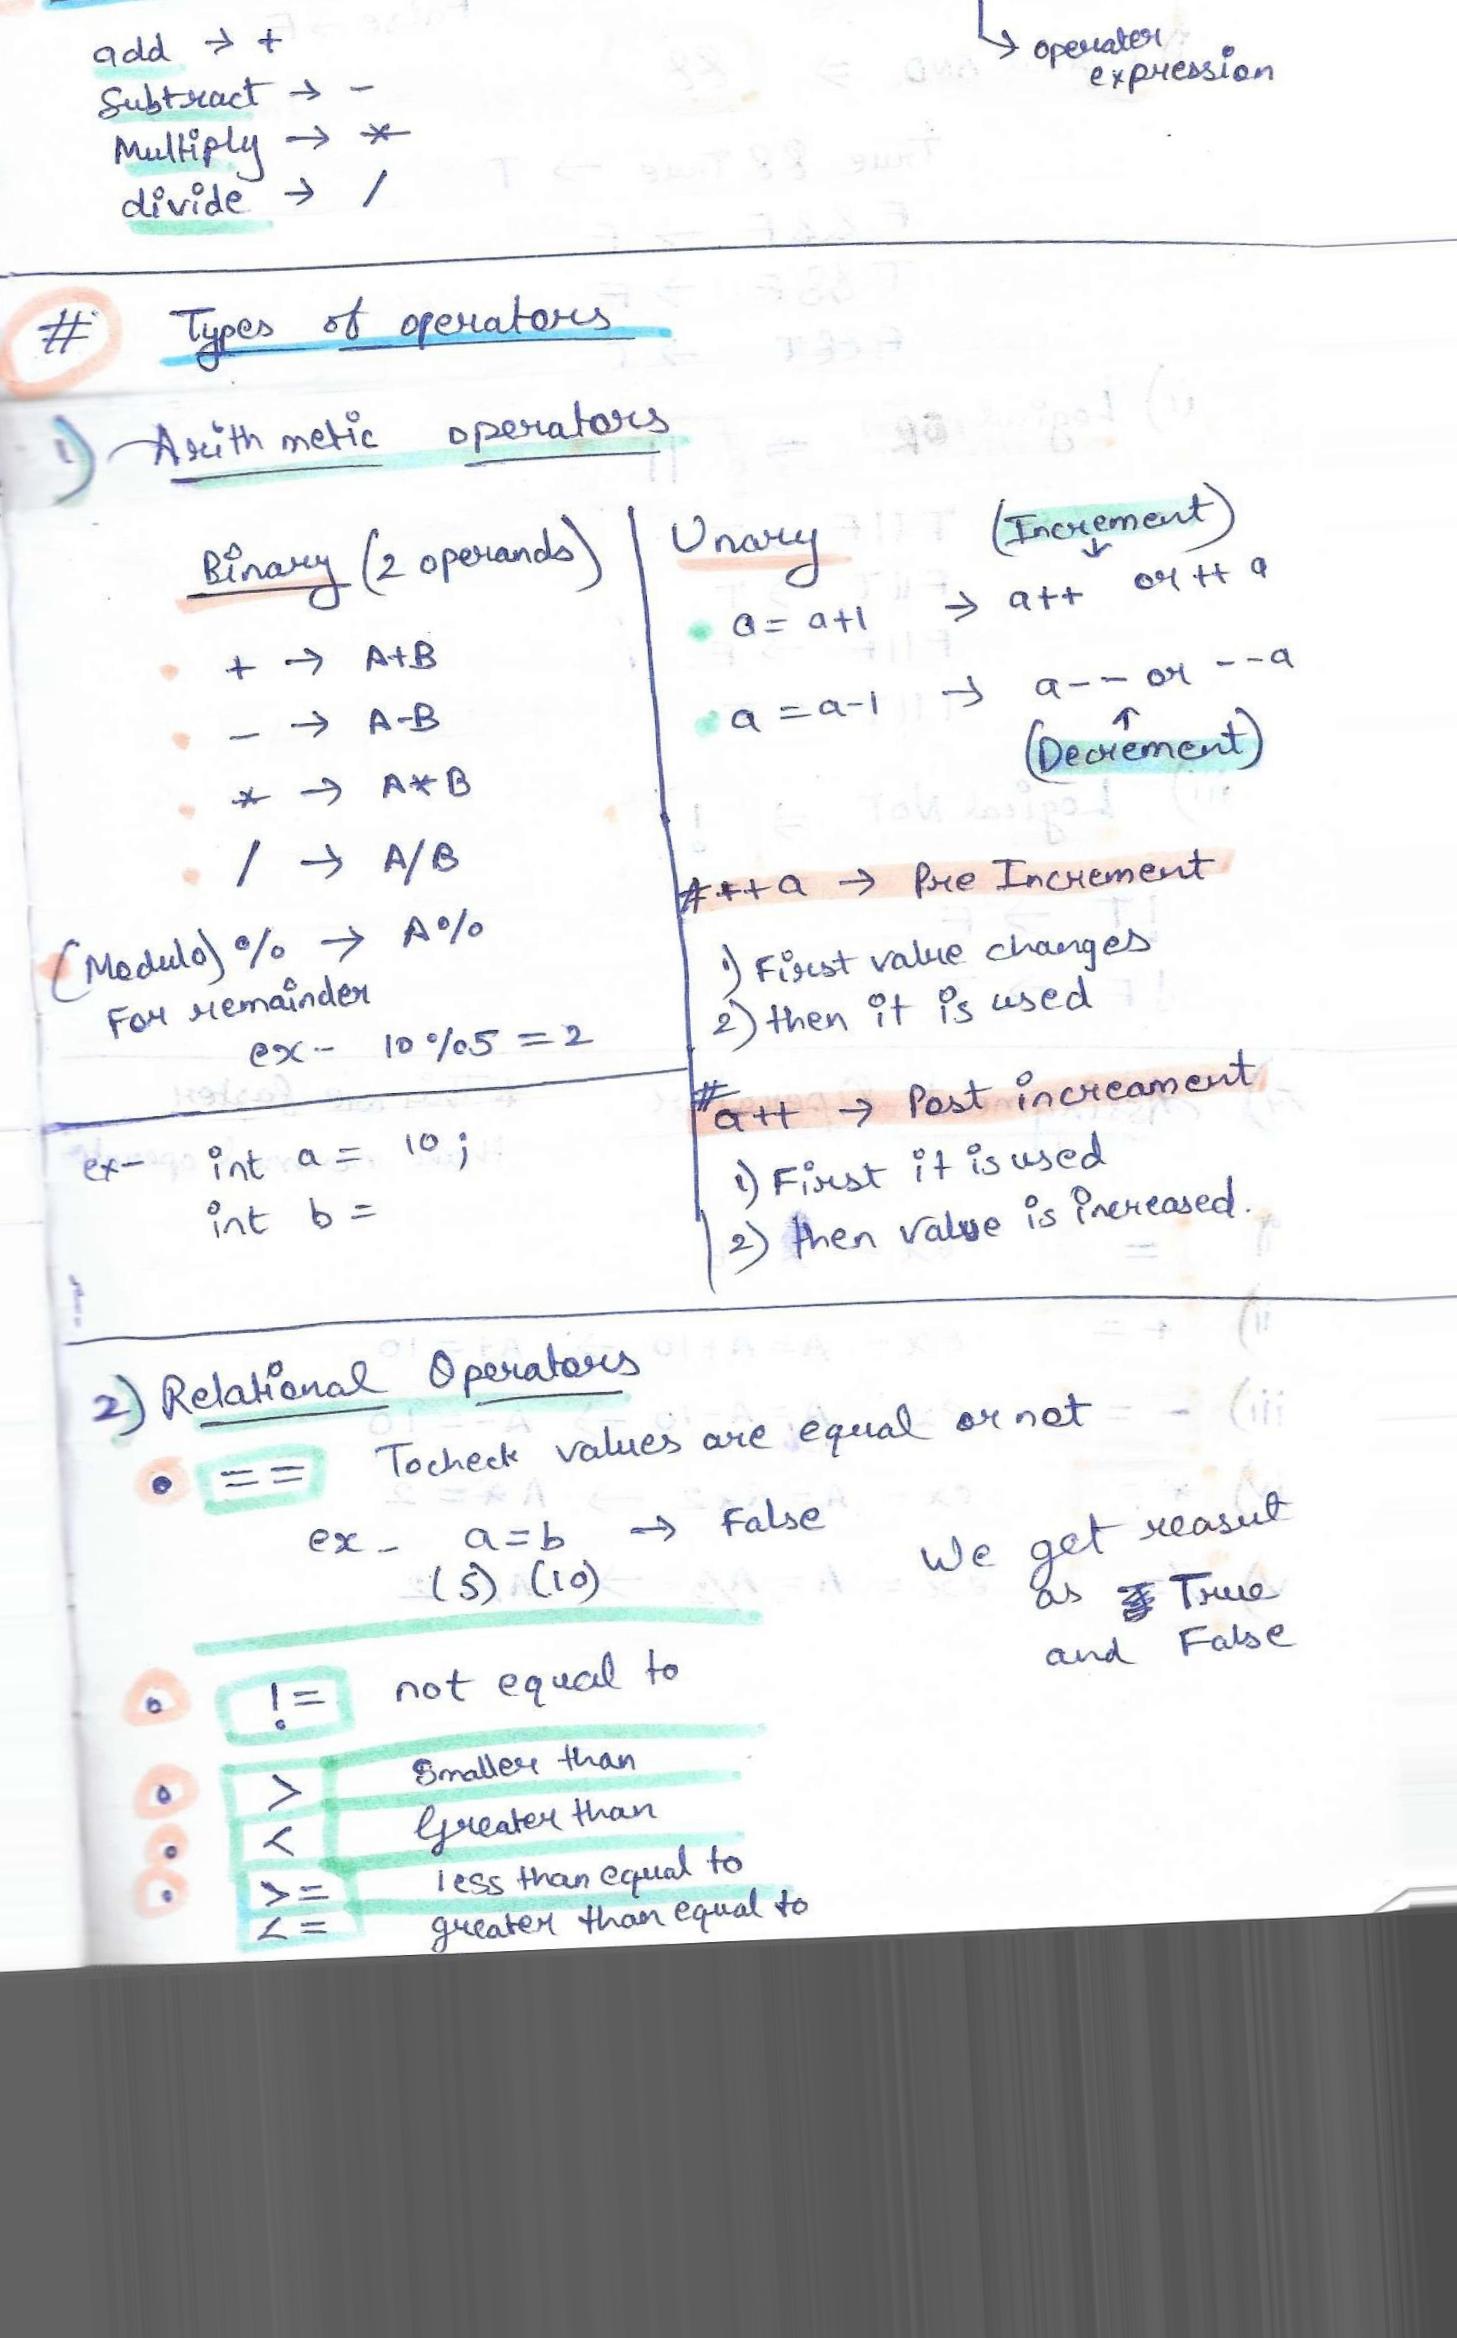 add → +
Subtract → -
Multiply → *
divide → /
↳ operater
expression
# Types of operators
1) Arithmetic operators
Binary (2 operands)
+ → A+B
- → A-B
* → A*B
/ → A/B
(Modulo) % → A%
For remainder
ex- 10%5 = 2
ex- int a = 10;
int b =
Unary (Increment)
↓
a = a+1 → a++ or ++a
a = a-1 → a-- or --a
↑
(Decrement)
# ++a → Pre Increment
1) First value changes
2) then it is used
# a++ → Post increament
1) First it is used
2) then value is increased.
2) Relational Operators
== To check values are equal or not
ex- a=b → False
(5) (10)
We get reasult
as True
and False
!= not equal to
> Smaller than
< Greater than
>= less than equal to
<= greater than equal to